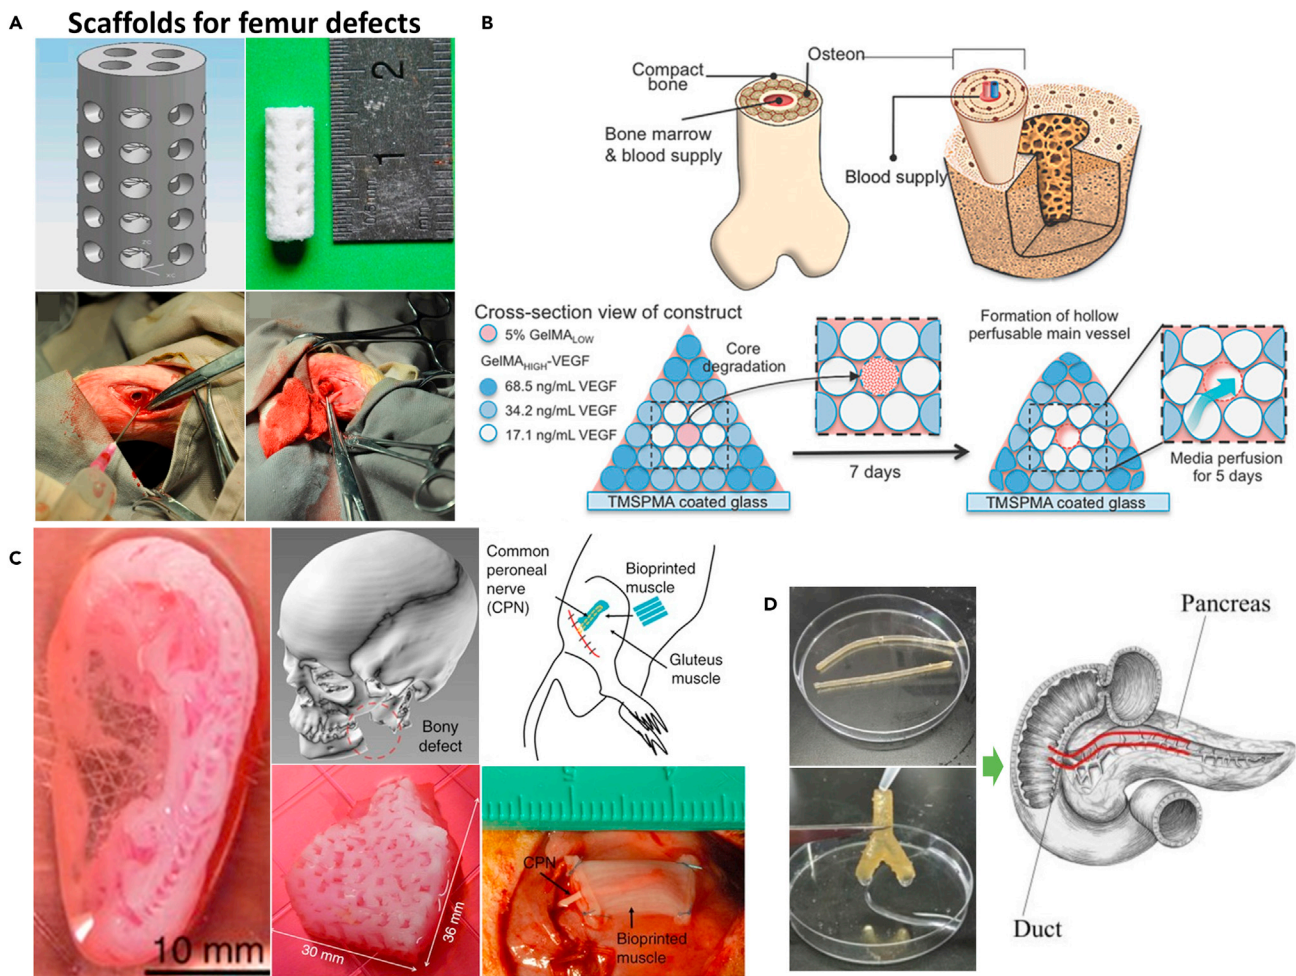 A
Scaffolds for femur defects
2
1
B
Osteon
Compact
bone
Bone marrow
& blood supply
Blood supply
Cross-section view of construct
5% GelMALOW
GelMAHIGH-VEGF
68.5 ng/mL VEGF
34.2 ng/mL VEGF
17.1 ng/mL VEGF
Core
degradation
TMSPMA coated glass
7 days
Formation of hollow
perfusable main vessel
TMSPMA coated glass
Media perfusion
for 5 days
C
10 mm
Bony
defect
30 mm
36 mm
Common
peroneal
nerve
(CPN)
Bioprinted
muscle
Gluteus
muscle
CPN
Bioprinted
muscle
D
Pancreas
Duct